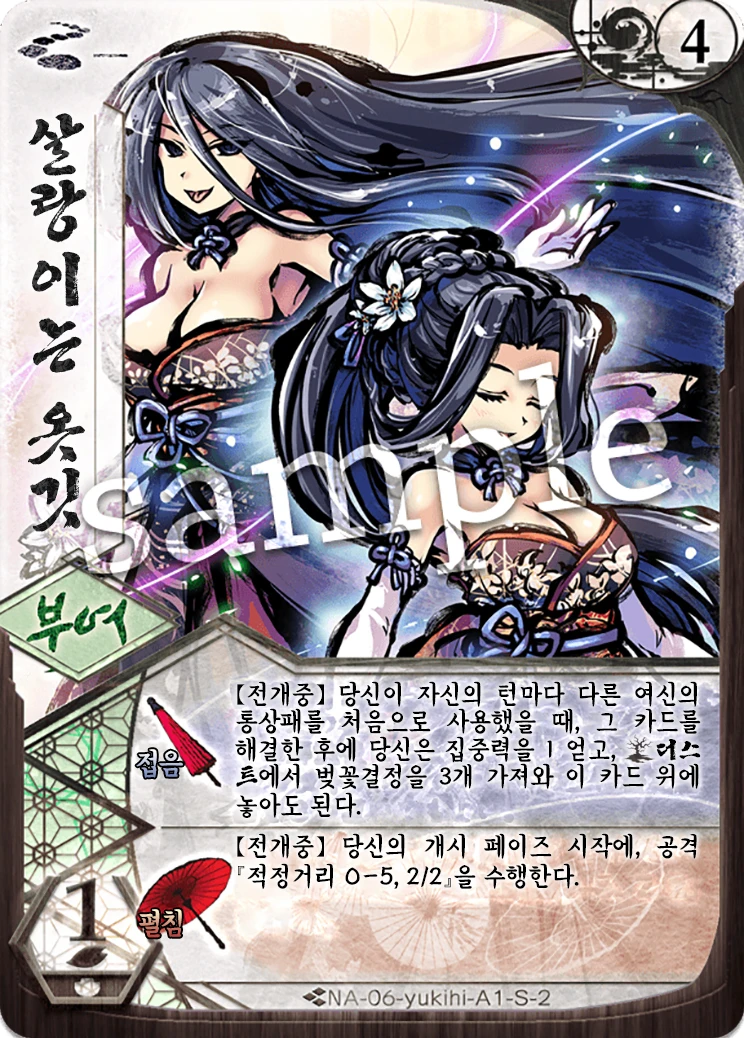 4
살랑이는 옷깃
sample
부여
【전개중】 당신이 자신의 턴마다 다른 여신의
통상패를 처음으로 사용했을 때, 그 카드를
해결한 후에 당신은 집중력을 1 얻고, 더스
트에서 벚꽃결정을 3개 가져와 이 카드 위에
놓아도 된다.
접음
【전개중】 당신의 개시 페이즈 시작에, 공격
『적정거리 0-5, 2/2』을 수행한다.
펼침
1
NA-06-yukihi-A1-S-2